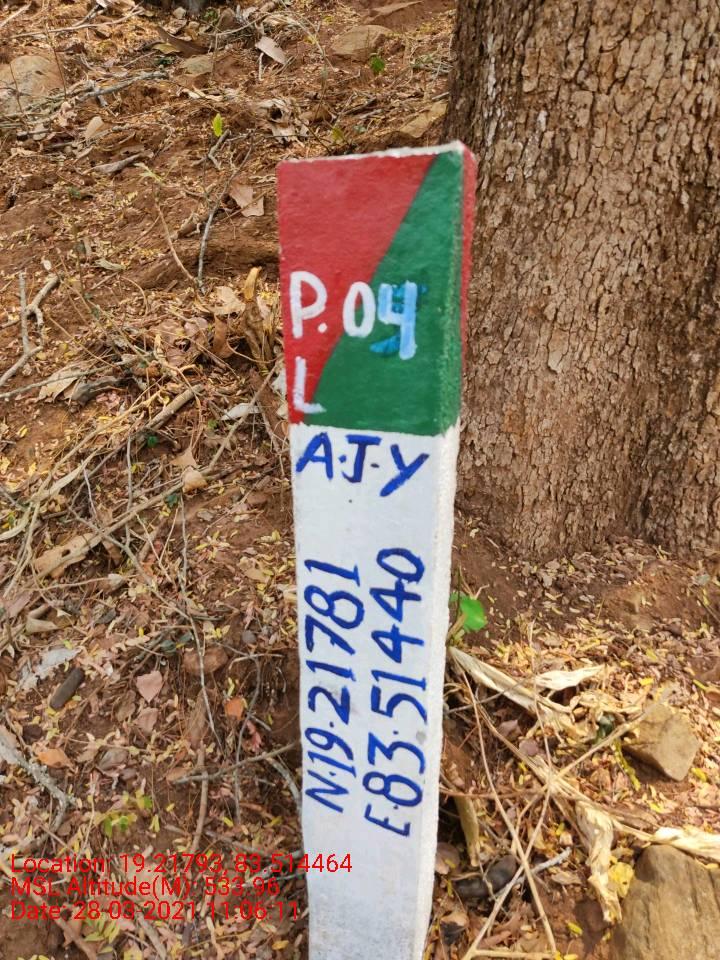 P. 04
L
A.J.Y
N.19.21781
E.83.51440
Location: 19.21793, 83.514464
MSL Altitude(M): 533.96
Date: 28-03-2021 11:06:11